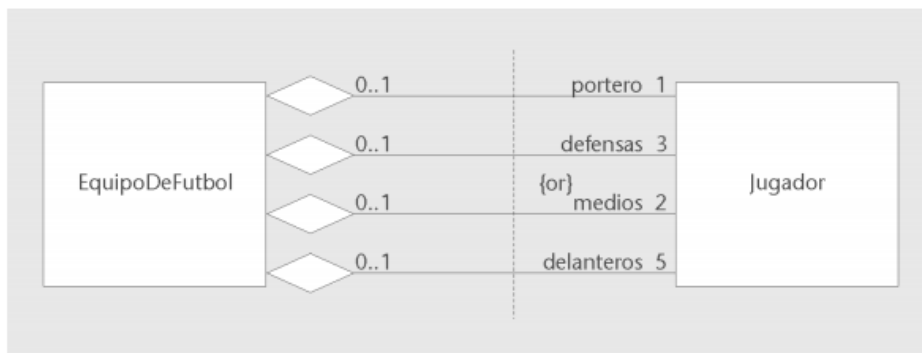 0..1 portero 1
0..1 defensas 3
EquipoDeFutbol {or} Jugador
0..1 medios 2
0..1 delanteros 5